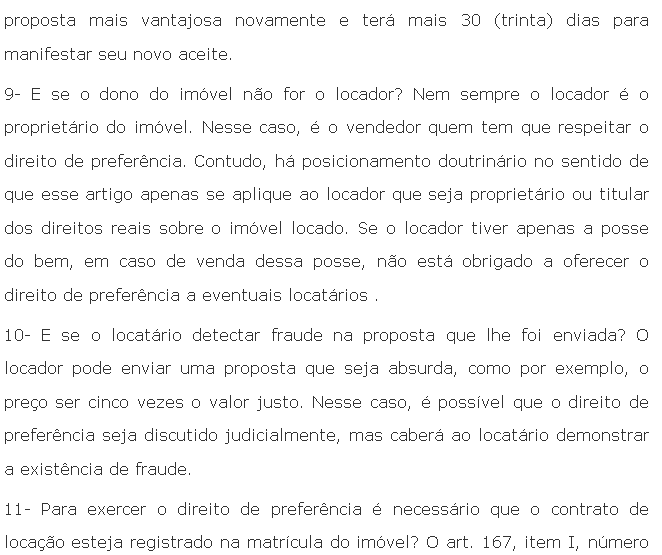 proposta mais vantajosa novamente e terá mais 30 (trinta) dias para
manifestar seu novo aceite.
9- E se o dono do imóvel não for o locador? Nem sempre o locador é o
proprietário do imóvel. Nesse caso, é o vendedor quem tem que respeitar o
direito de preferência. Contudo, há posicionamento doutrinário no sentido de
que esse artigo apenas se aplique ao locador que seja proprietário ou titular
dos direitos reais sobre o imóvel locado. Se o locador tiver apenas a posse
do bem, em caso de venda dessa posse, não está obrigado a oferecer o
direito de preferência a eventuais locatários .
10- E se o locatário detectar fraude na proposta que lhe foi enviada? O
locador pode enviar uma proposta que seja absurda, como por exemplo, o
preço ser cinco vezes o valor justo. Nesse caso, é possível que o direito de
preferência seja discutido judicialmente, mas caberá ao locatário demonstrar
a existência de fraude.
11- Para exercer o direito de preferência é necessário que o contrato de
locação esteja registrado na matrícula do imóvel? O art. 167, item I, número